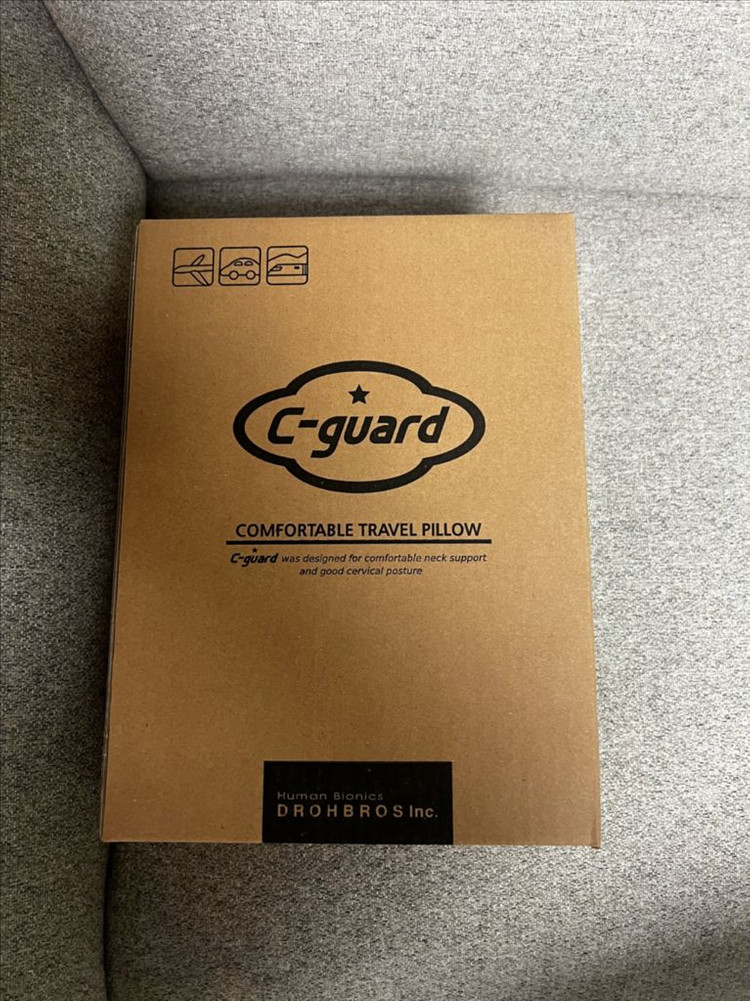 C-guard
COMFORTABLE TRAVEL PILLOW
C-guard was designed for comfortable neck support
and good cervical posture
Human Bionics
DROHBROS Inc.